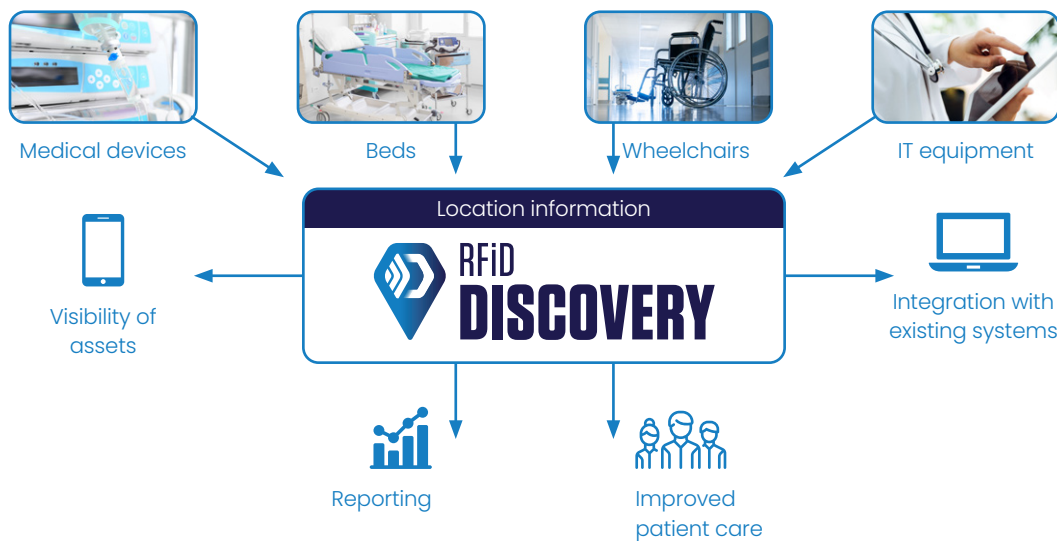 Medical devices
Beds
Wheelchairs
IT equipment
Location information
RFiD
DISCOVERY
Visibility of
assets
Integration with
existing systems
Reporting
Improved
patient care